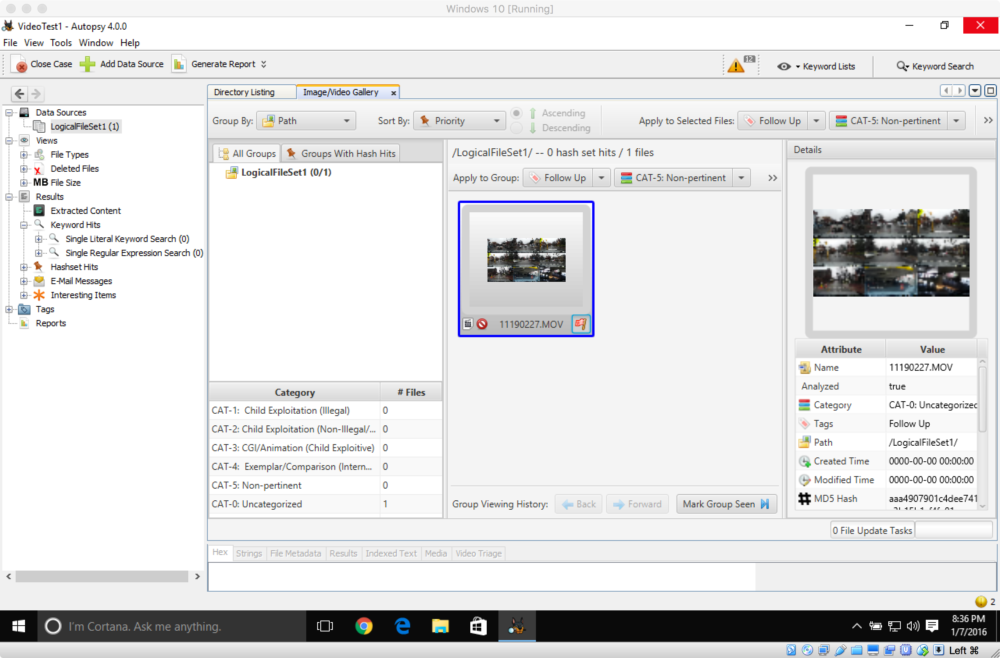 Windows 10 [Running]
VideoTest1 - Autopsy 4.0.0
File View Tools Window Help
Close Case Add Data Source Generate Report
12 Keyword Lists Keyword Search
Directory Listing Image/Video Gallery
Data Sources
LogicalFileSet1 (1)
Views
File Types
Deleted Files
MB File Size
Results
Extracted Content
Keyword Hits
Single Literal Keyword Search (0)
Single Regular Expression Search (0)
Hashset Hits
E-Mail Messages
Interesting Items
Tags
Reports
Group By: Path Sort By: Priority
Ascending
Descending
Apply to Selected Files: Follow Up CAT-5: Non-pertinent
All Groups Groups With Hash Hits
LogicalFileSet1 (0/1)
Category # Files
CAT-1: Child Exploitation (Illegal) 0
CAT-2: Child Exploitation (Non-Illegal/... 0
CAT-3: CGI/Animation (Child Exploitive) 0
CAT-4: Exemplar/Comparison (Intern... 0
CAT-5: Non-pertinent 0
CAT-0: Uncategorized 1
/LogicalFileSet1/ -- 0 hash set hits / 1 files
Apply to Group: Follow Up CAT-5: Non-pertinent
11190227.MOV
Group Viewing History: Back Forward Mark Group Seen
Details
Attribute Value
Name 11190227.MOV
Analyzed true
Category CAT-0: Uncategorized
Tags Follow Up
Path /LogicalFileSet1/
Created Time 0000-00-00 00:00:00
Modified Time 0000-00-00 00:00:00
MD5 Hash aaa4907901c4dee741
0 File Update Tasks
Hex Strings File Metadata Results Indexed Text Media Video Triage
2
I'm Cortana. Ask me anything.
8:36 PM
1/7/2016
Left ⌘